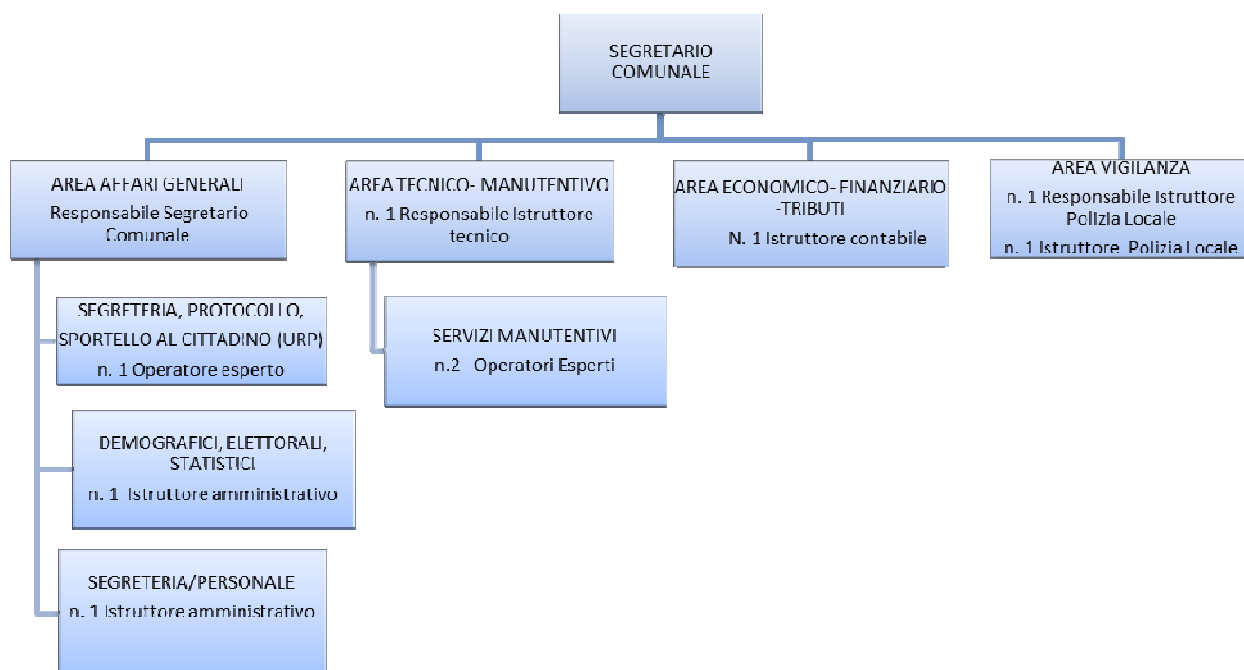 SEGRETARIO
COMUNALE
AREA AFFARI GENERALI
Responsabile Segretario
Comunale
AREA TECNICO- MANUTENTIVO
n. 1 Responsabile Istruttore
tecnico
AREA ECONOMICO- FINANZIARIO
-TRIBUTI
N. 1 Istruttore contabile
AREA VIGILANZA
n. 1 Responsabile Istruttore
Polizia Locale
n. 1 Istruttore Polizia Locale
SEGRETERIA, PROTOCOLLO,
SPORTELLO AL CITTADINO (URP)
n. 1 Operatore esperto
SERVIZI MANUTENTIVI
n.2 Operatori Esperti
DEMOGRAFICI, ELETTORALI,
STATISTICI
n. 1 Istruttore amministrativo
SEGRETERIA/PERSONALE
n. 1 Istruttore amministrativo